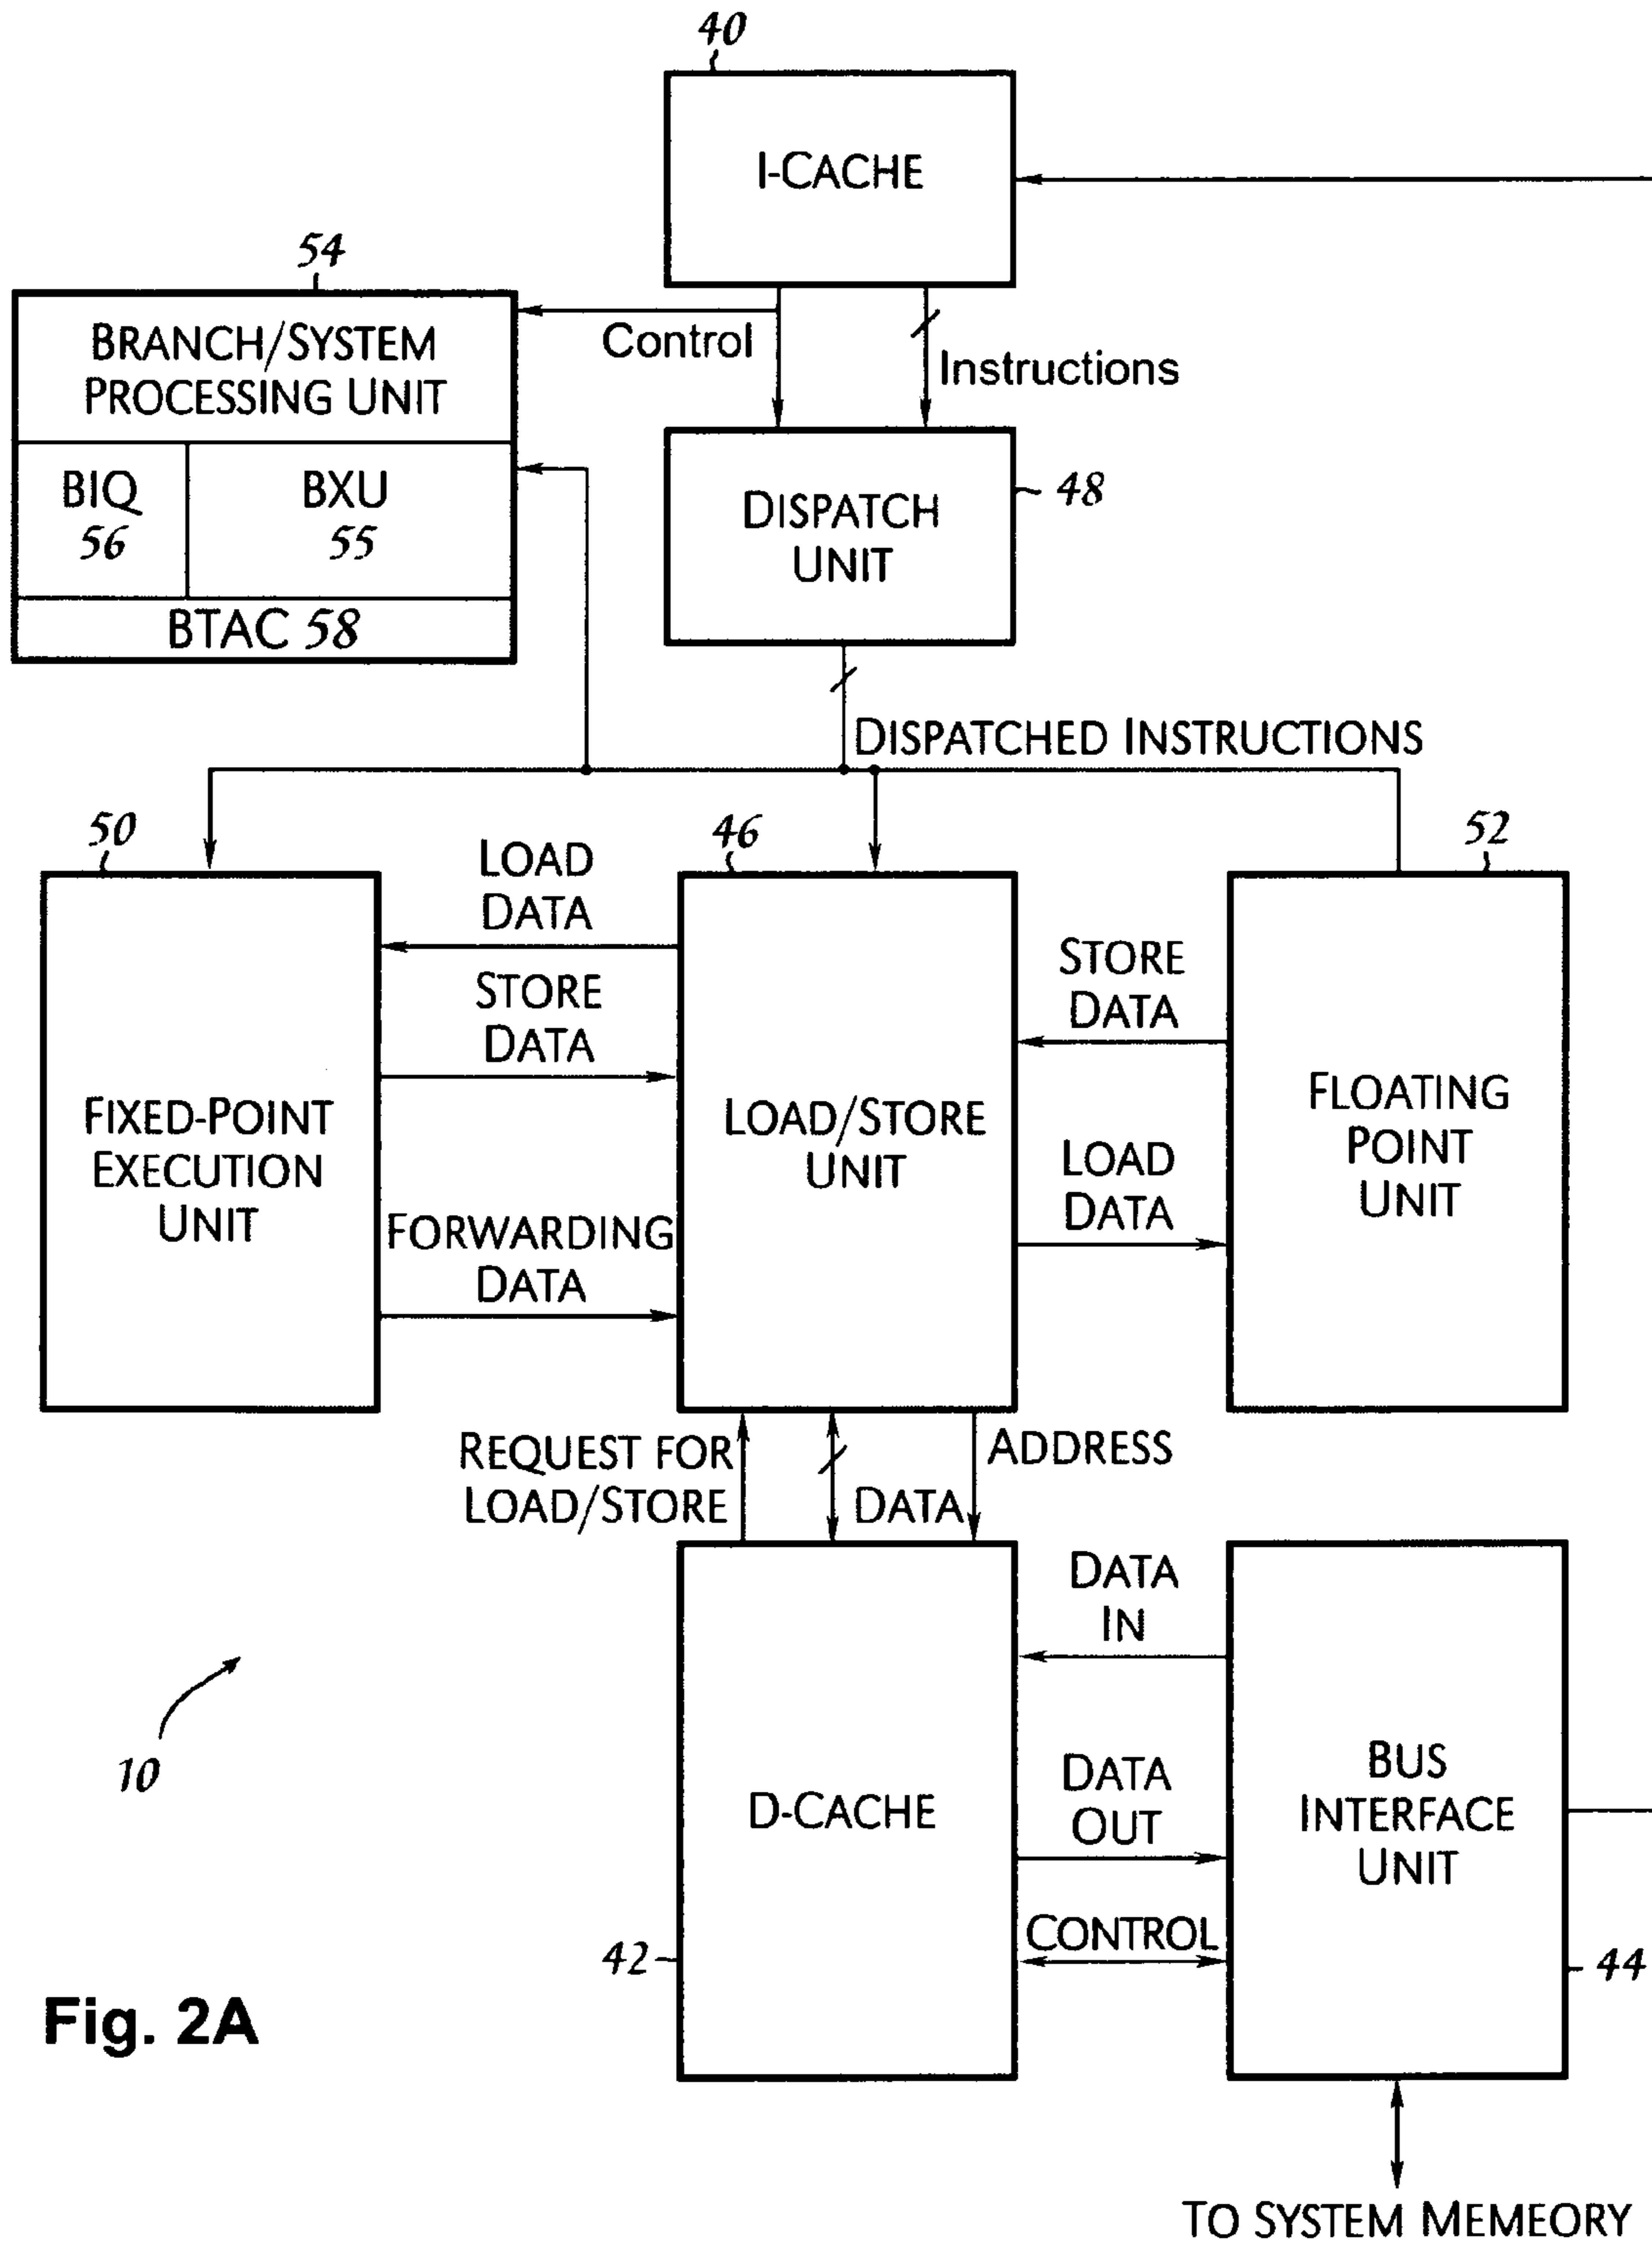 40
I-CACHE
54
BRANCH/SYSTEM
PROCESSING UNIT
Control
Instructions
BIQ
56
BXU
55
BTAC 58
DISPATCH
UNIT
48
DISPATCHED INSTRUCTIONS
50
46
52
LOAD
DATA
STORE
DATA
FIXED-POINT
EXECUTION
UNIT
FORWARDING
DATA
LOAD/STORE
UNIT
STORE
DATA
LOAD
DATA
FLOATING
POINT
UNIT
REQUEST FOR
LOAD/STORE
DATA
ADDRESS
D-CACHE
42
DATA
IN
DATA
OUT
CONTROL
BUS
INTERFACE
UNIT
44
10
Fig. 2A
TO SYSTEM MEMEORY